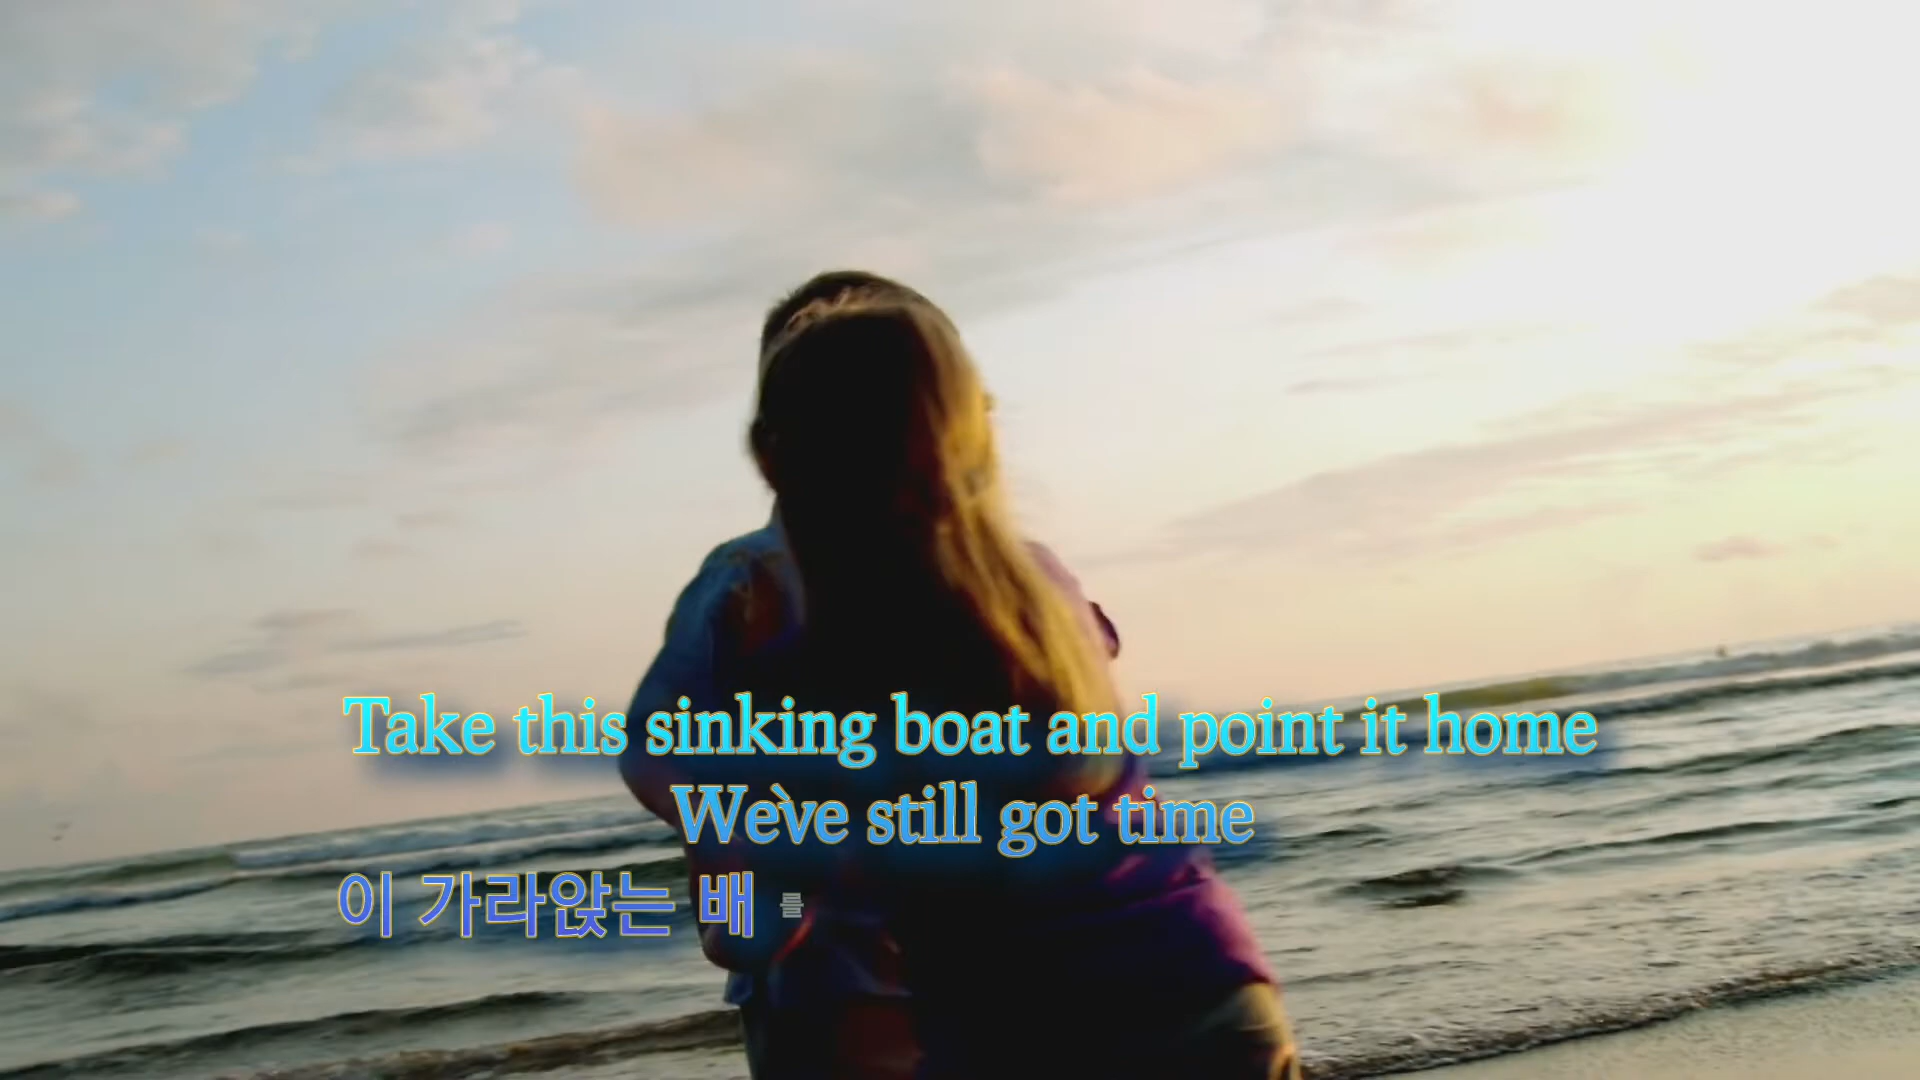 Take this sinking boat and point it home
We've still got time
이 가라앉는 배 를